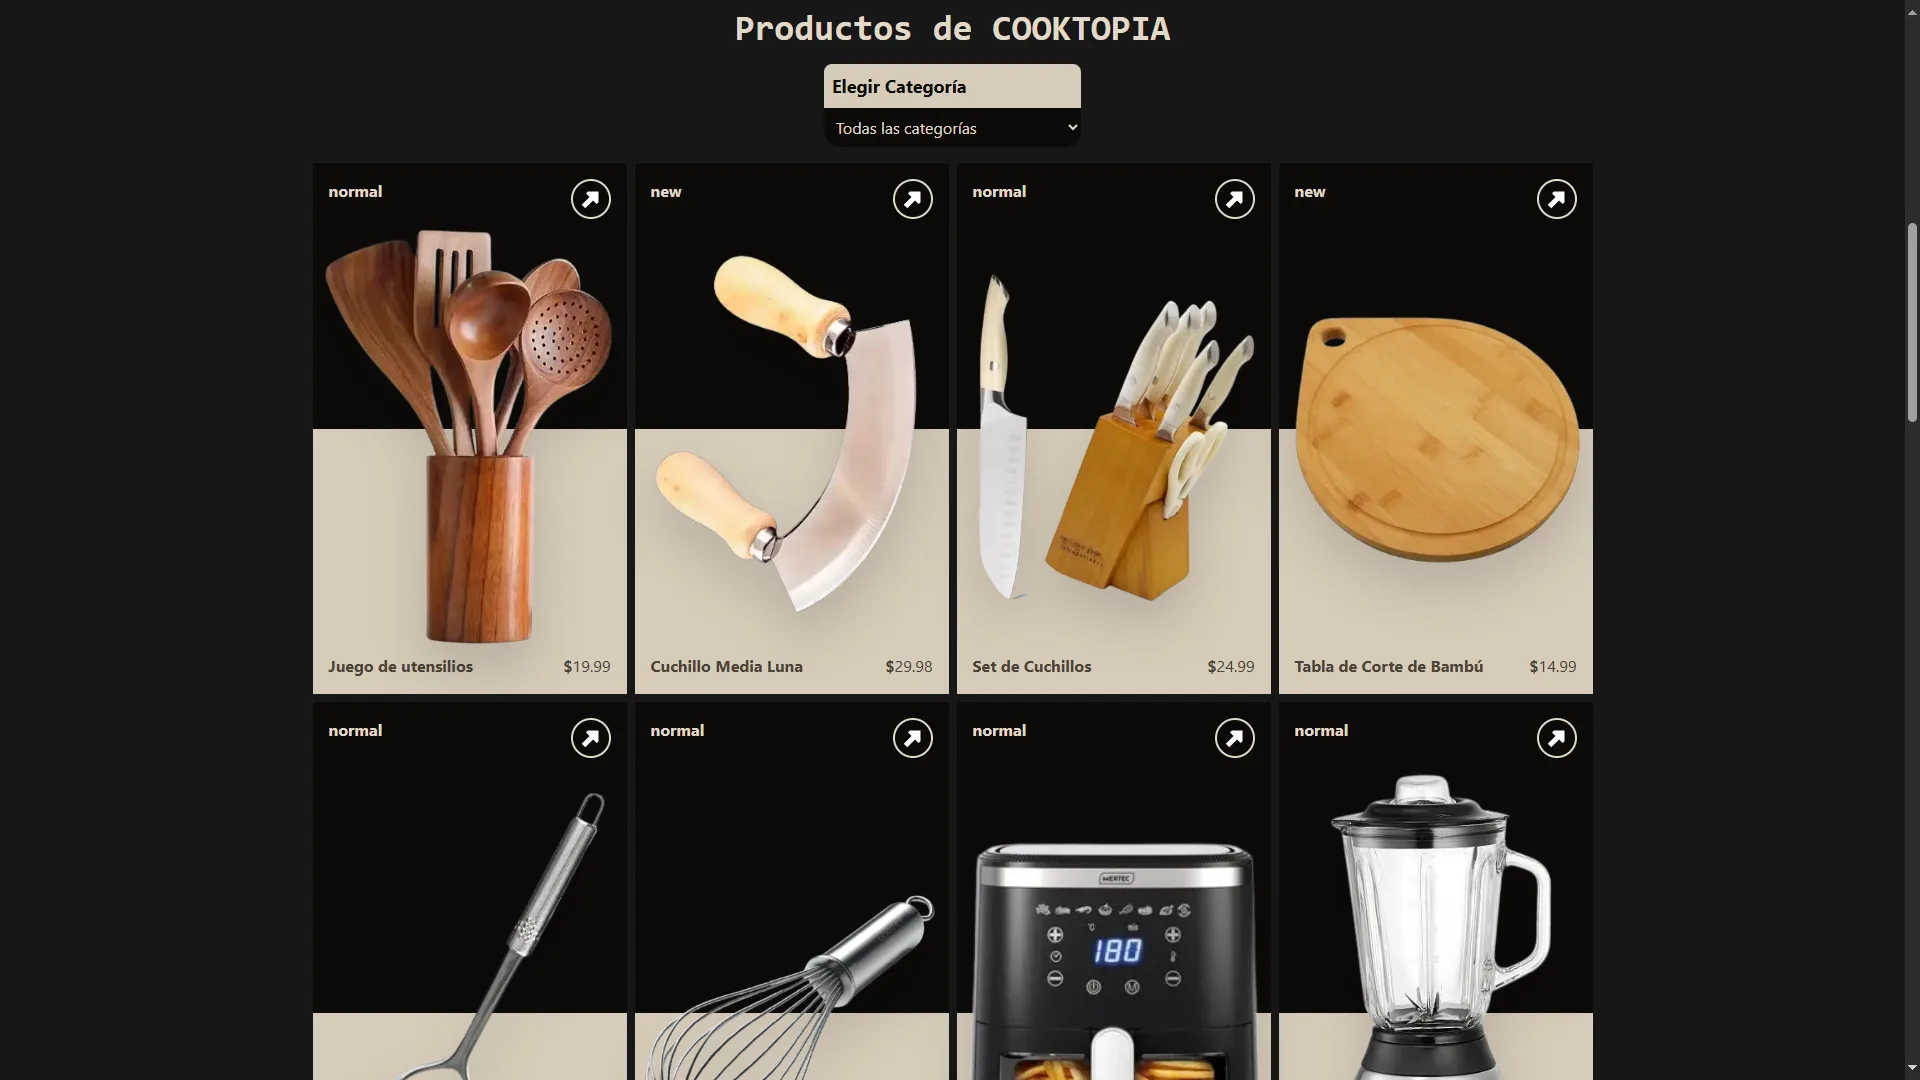 Productos de COOKTOPIA
Elegir Categoría
Todas las categorías
normal
new
normal
new
Juego de utensilios $19.99
Cuchillo Media Luna $29.98
Set de Cuchillos $24.99
Tabla de Corte de Bambú $14.99
normal
normal
normal
normal
MERTEC
°C min
180
M